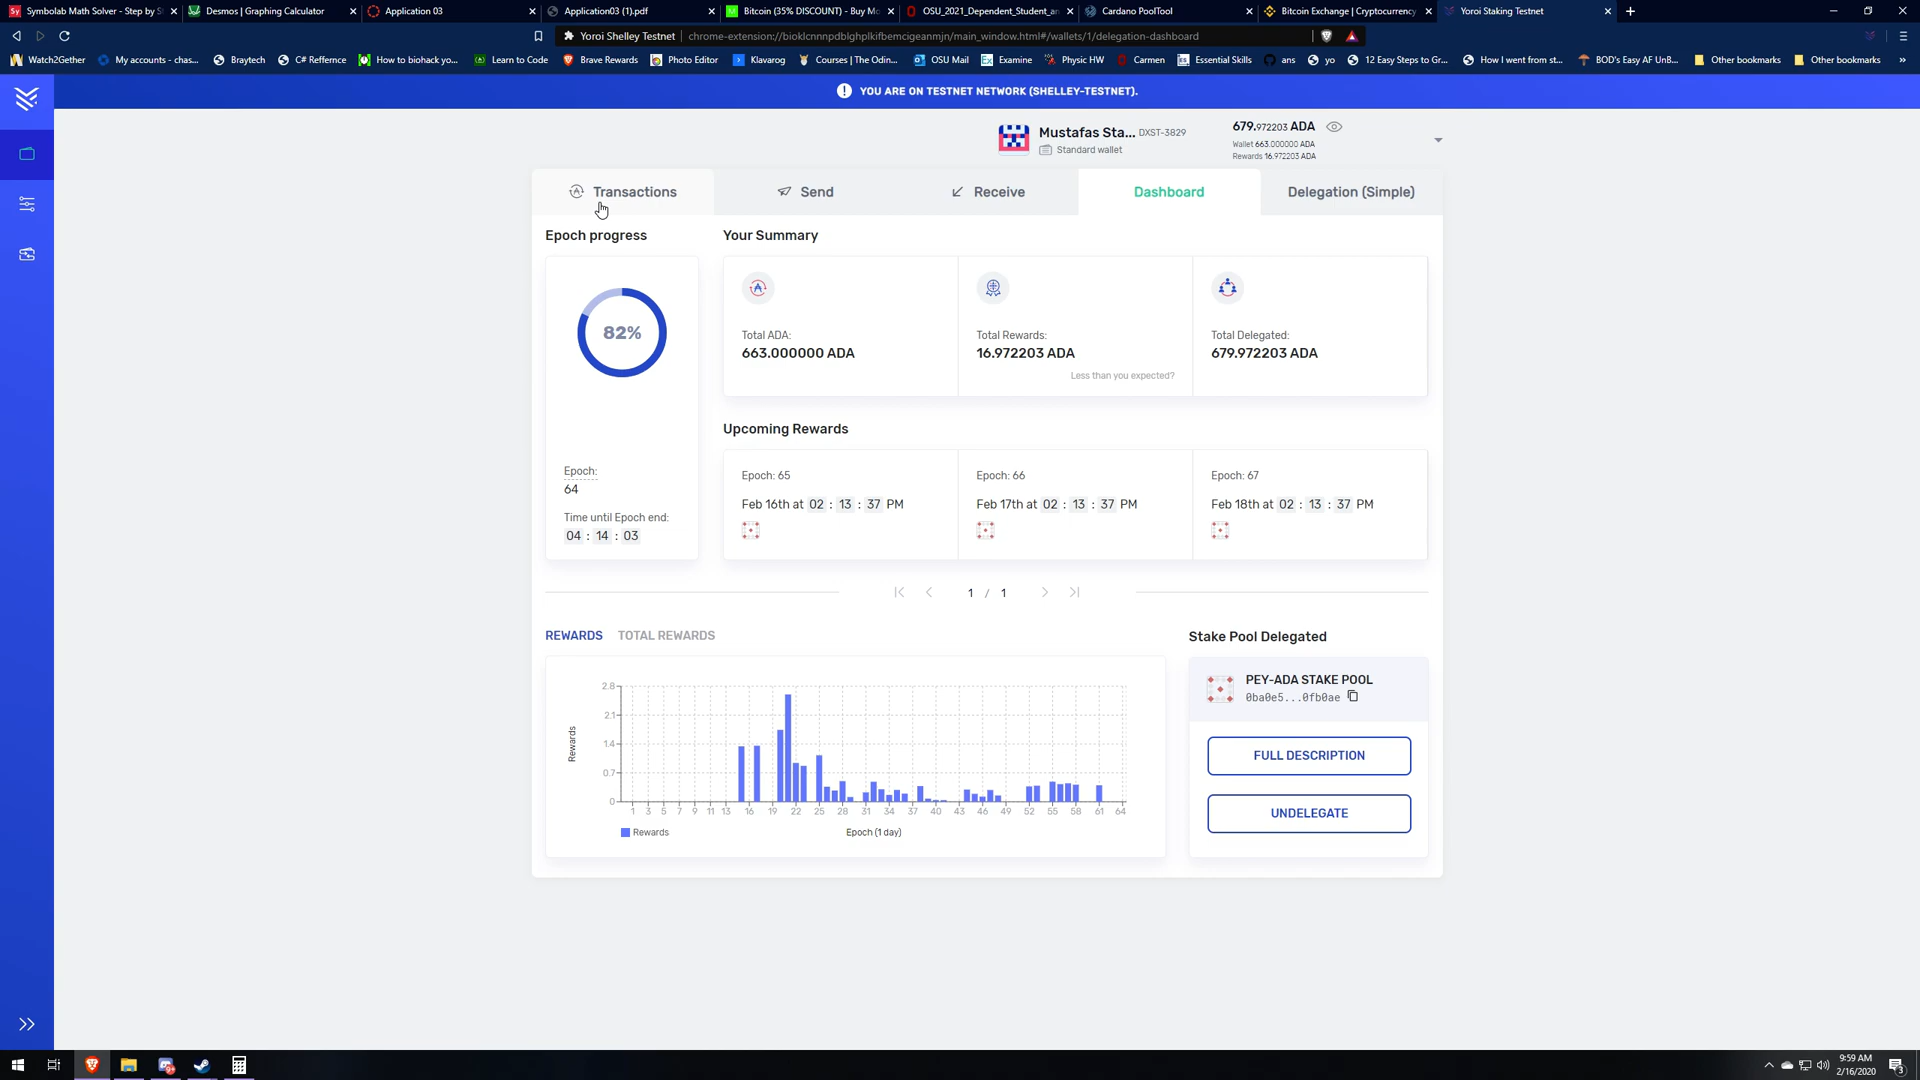 Symbolab Math Solver - Step by S
Desmos | Graphing Calculator
Application 03
Application03 (1).pdf
Bitcoin (35% DISCOUNT) - Buy Mo
OSU_2021_Dependent_Student_an
Cardano PoolTool
Bitcoin Exchange | Cryptocurrency
Yoroi Staking Testnet
Yoroi Shelley Testnet
chrome-extension://bioklcnnnpdblghplkifbemcigeanmjn/main_window.html#/wallets/1/delegation-dashboard
Watch2Gether
My accounts - chas...
Braytech
C# Reffernce
How to biohack yo...
Learn to Code
Brave Rewards
Photo Editor
Klavarog
Courses | The Odin...
OSU Mail
Examine
Physic HW
Carmen
Essential Skills
ans
yo
12 Easy Steps to Gr...
How I went from st...
BOD's Easy AF UnB...
Other bookmarks
Other bookmarks
YOU ARE ON TESTNET NETWORK (SHELLEY-TESTNET).
Mustafas Sta... DXST-3829
Standard wallet
679.972203 ADA
Wallet 663.000000 ADA
Rewards 16.972203 ADA
Transactions
Send
Receive
Dashboard
Delegation (Simple)
Epoch progress
82%
Epoch:
64
Time until Epoch end:
04 : 14 : 03
Your Summary
Total ADA:
663.000000 ADA
Total Rewards:
16.972203 ADA
Less than you expected?
Total Delegated:
679.972203 ADA
Upcoming Rewards
Epoch: 65
Feb 16th at 02 : 13 : 37 PM
Epoch: 66
Feb 17th at 02 : 13 : 37 PM
Epoch: 67
Feb 18th at 02 : 13 : 37 PM
1 / 1
REWARDS
TOTAL REWARDS
Rewards
2.8
2.1
1.4
0.7
0
1 3 5 7 9 11 13 16 19 22 25 28 31 34 37 40 43 46 49 52 55 58 61 64
Rewards
Epoch (1 day)
Stake Pool Delegated
PEY-ADA STAKE POOL
0ba0e5...0fb0ae
FULL DESCRIPTION
UNDELEGATE
9:59 AM
2/16/2020